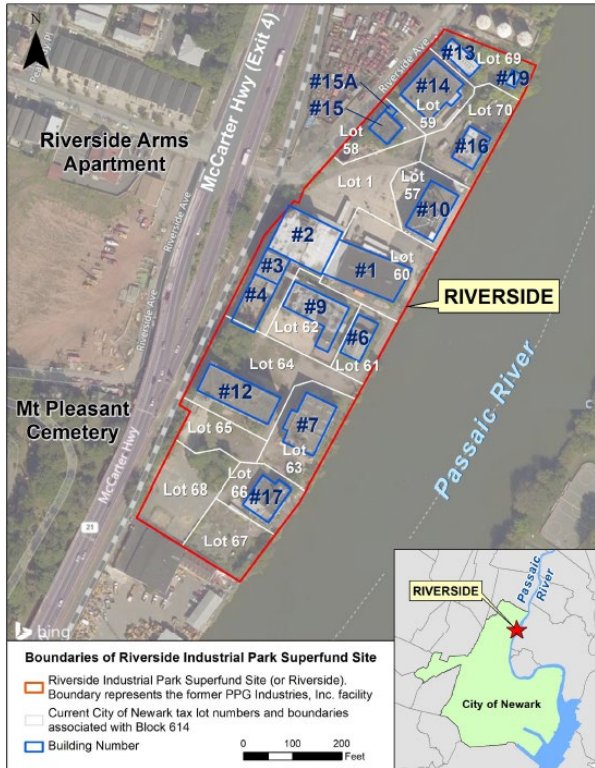 N
Riverside Ave
#13
Lot 69
#15A
#14
#19
#15
Lot
59
Lot 70
Riverside Arms
Apartment
McCarter Hwy (Exit 4)
Lot
58
#16
Lot 1
Lot
57
#10
Riverside Ave
#2
#3
#1
Lot
60
#4
#9
RIVERSIDE
Lot 62
#6
Lot 61
Riverside Ave
Lot 64
#12
Passaic River
Mt Pleasant
Cemetery
#7
McCarter Hwy
Lot 65
Lot
63
Lot 68
Lot
66
#17
21
Lot 67
bing
Boundaries of Riverside Industrial Park Superfund Site
Riverside Industrial Park Superfund Site (or Riverside).
Boundary represents the former PPG Industries, Inc. facility
Current City of Newark tax lot numbers and boundaries
associated with Block 614
Building Number
0 100 200
Feet
RIVERSIDE
Passaic
River
City of Newark